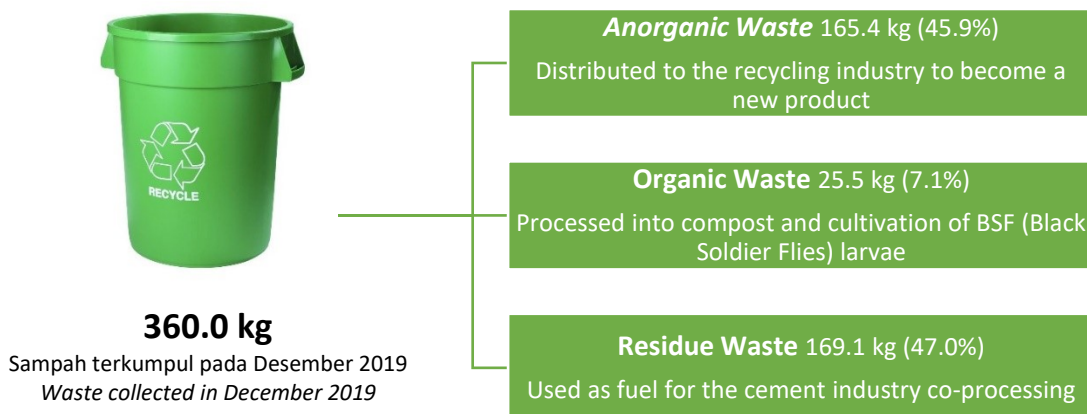 RECYCLE
360.0 kg
Sampah terkumpul pada Desember 2019
Waste collected in December 2019
Anorganic Waste 165.4 kg (45.9%)
Distributed to the recycling industry to become a
new product
Organic Waste 25.5 kg (7.1%)
Processed into compost and cultivation of BSF (Black
Soldier Flies) larvae
Residue Waste 169.1 kg (47.0%)
Used as fuel for the cement industry co-processing